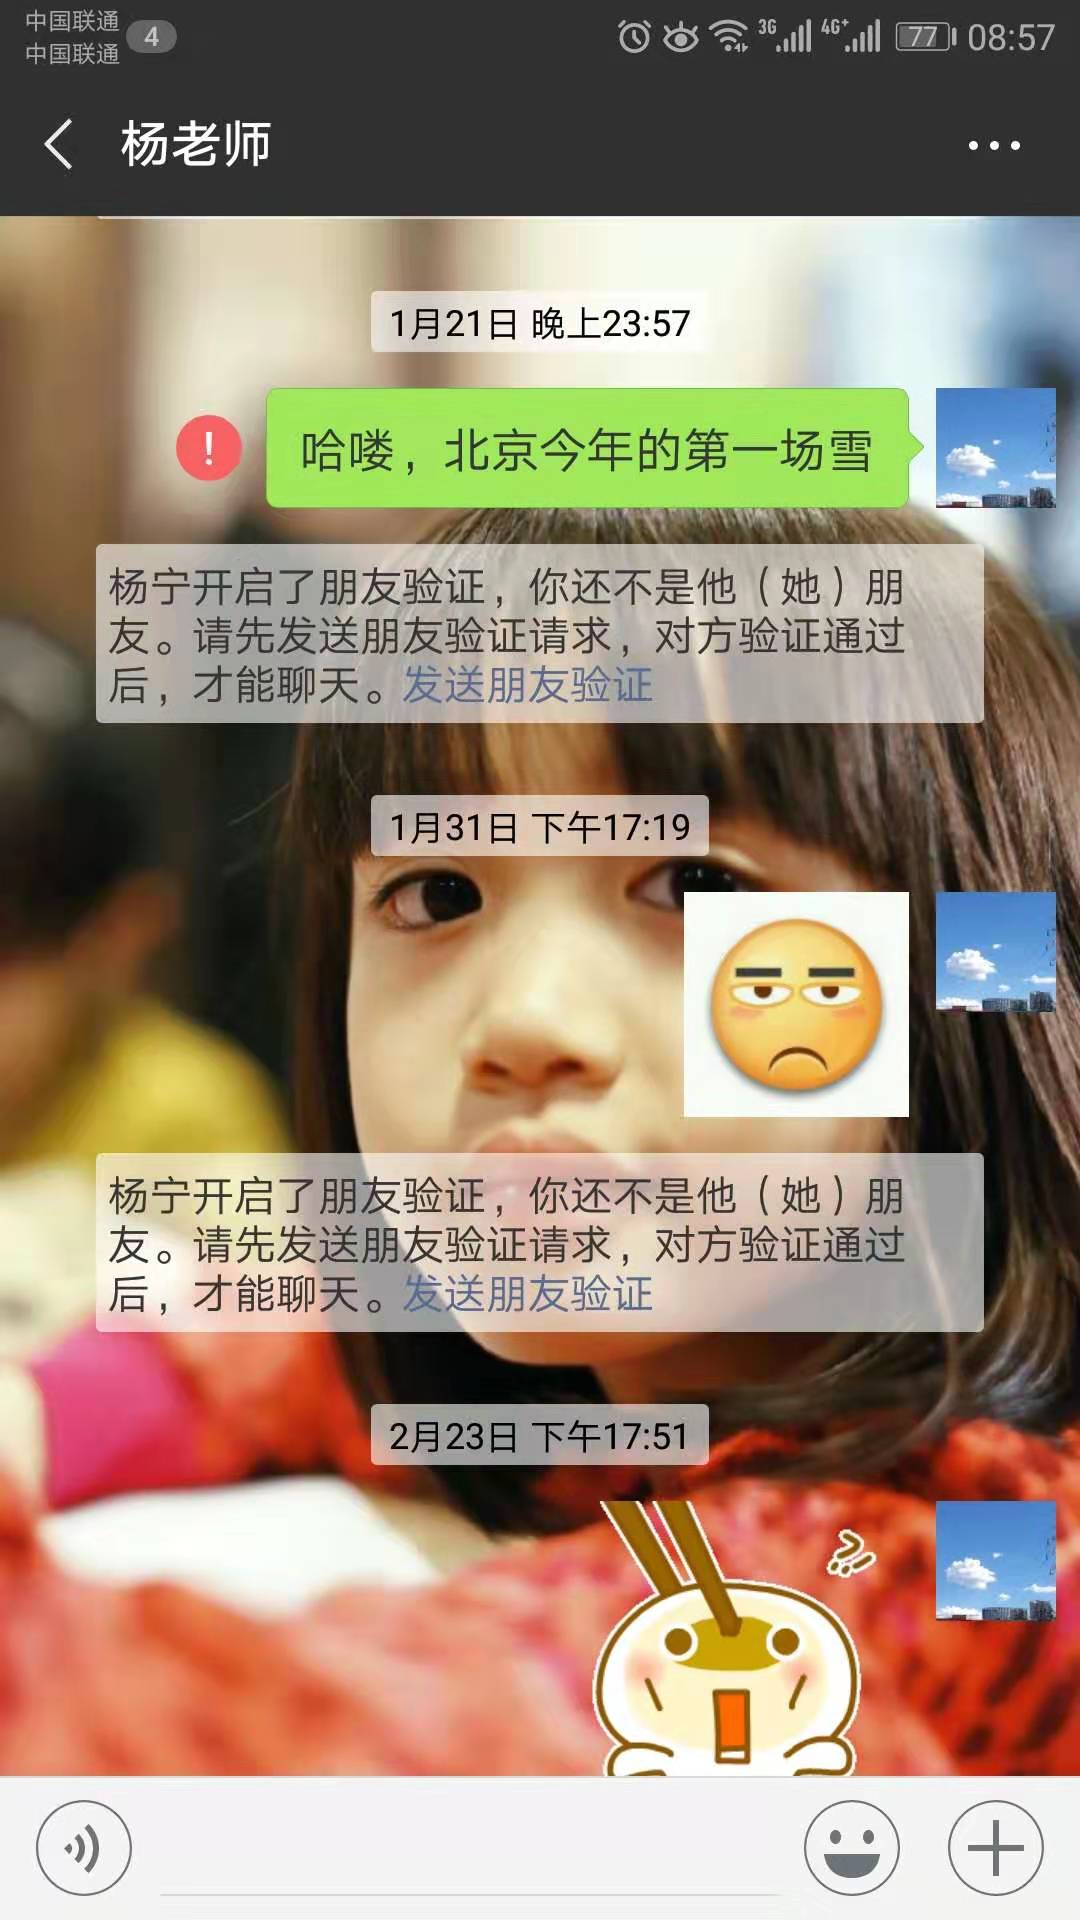 中国联通
中国联通
4
3G
4G+
77
08:57
杨老师
1月21日 晚上23:57
哈喽，北京今年的第一场雪
!
杨宁开启了朋友验证，你还不是他（她）朋
友。请先发送朋友验证请求，对方验证通过
后，才能聊天。发送朋友验证
1月31日 下午17:19
杨宁开启了朋友验证，你还不是他（她）朋
友。请先发送朋友验证请求，对方验证通过
后，才能聊天。发送朋友验证
2月23日 下午17:51
?